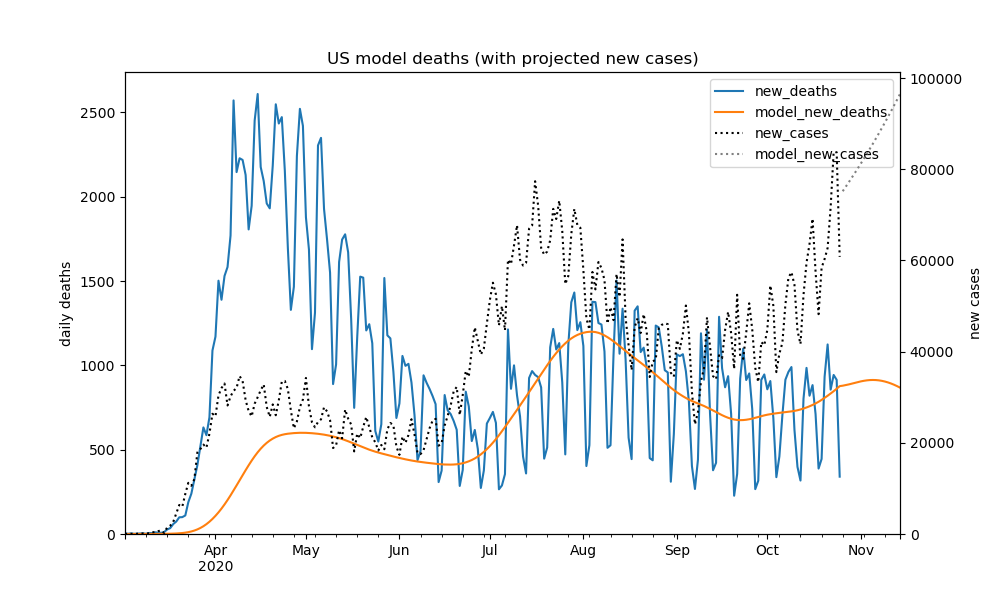 US model deaths (with projected new cases)
new_deaths
model_new_deaths
new_cases
model_new_cases
daily deaths
2500
2000
1500
1000
500
0
100000
80000
60000
40000
20000
0
new cases
Apr
2020
May
Jun
Jul
Aug
Sep
Oct
Nov